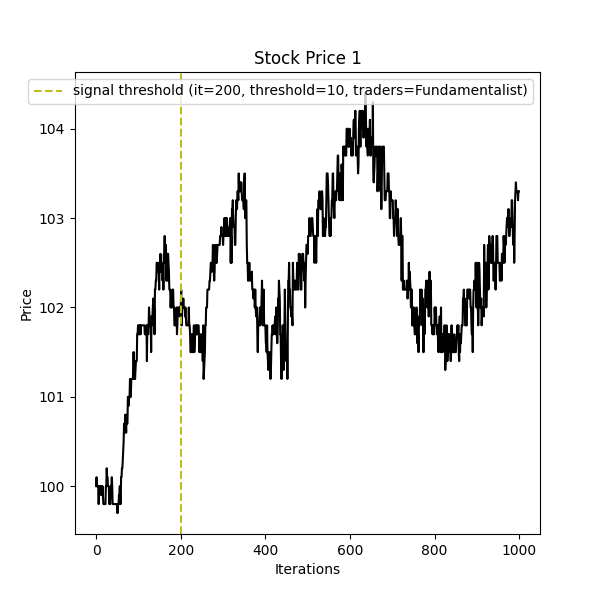 Stock Price 1
signal threshold (it=200, threshold=10, traders=Fundamentalist)
104
103
102
101
100
Price
0 200 400 600 800 1000
Iterations